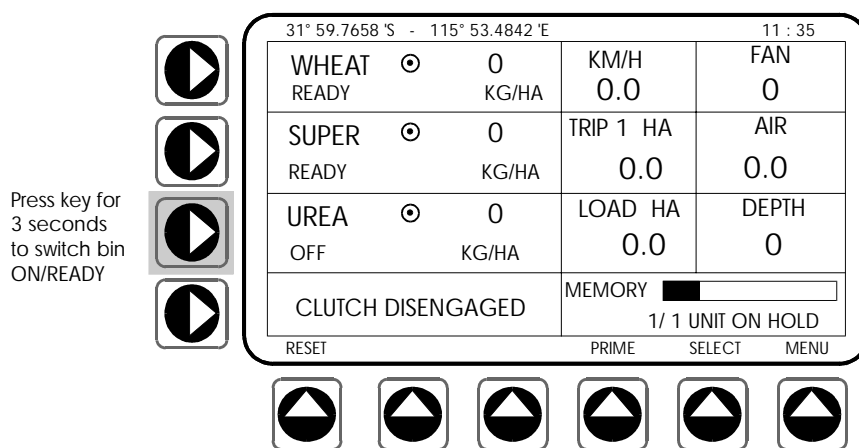 31° 59.7658 'S - 115° 53.4842 'E 11 : 35
WHEAT 0 KM/H FAN
READY KG/HA 0.0 0
SUPER 0 TRIP 1 HA AIR
READY KG/HA 0.0 0.0
Press key for
3 seconds
to switch bin
ON/READY
UREA 0 LOAD HA DEPTH
OFF KG/HA 0.0 0
CLUTCH DISENGAGED MEMORY
1/ 1 UNIT ON HOLD
RESET PRIME SELECT MENU